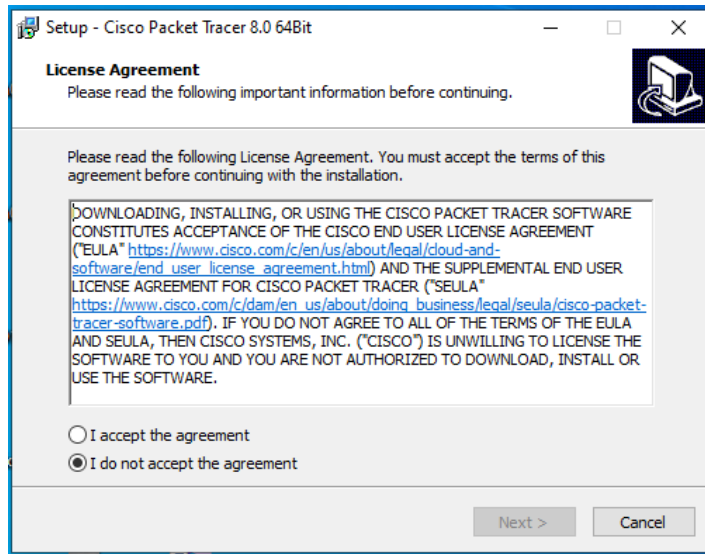 Setup - Cisco Packet Tracer 8.0 64Bit
License Agreement
Please read the following important information before continuing.
Please read the following License Agreement. You must accept the terms of this
agreement before continuing with the installation.
DOWNLOADING, INSTALLING, OR USING THE CISCO PACKET TRACER SOFTWARE
CONSTITUTES ACCEPTANCE OF THE CISCO END USER LICENSE AGREEMENT
("EULA" https://www.cisco.com/c/en/us/about/legal/cloud-and-
software/end_user_license_agreement.html) AND THE SUPPLEMENTAL END USER
LICENSE AGREEMENT FOR CISCO PACKET TRACER ("SEULA"
https://www.cisco.com/c/dam/en_us/about/doing_business/legal/seula/cisco-packet-
tracer-software.pdf). IF YOU DO NOT AGREE TO ALL OF THE TERMS OF THE EULA
AND SEULA, THEN CISCO SYSTEMS, INC. ("CISCO") IS UNWILLING TO LICENSE THE
SOFTWARE TO YOU AND YOU ARE NOT AUTHORIZED TO DOWNLOAD, INSTALL OR
USE THE SOFTWARE.
I accept the agreement
I do not accept the agreement
Next >
Cancel